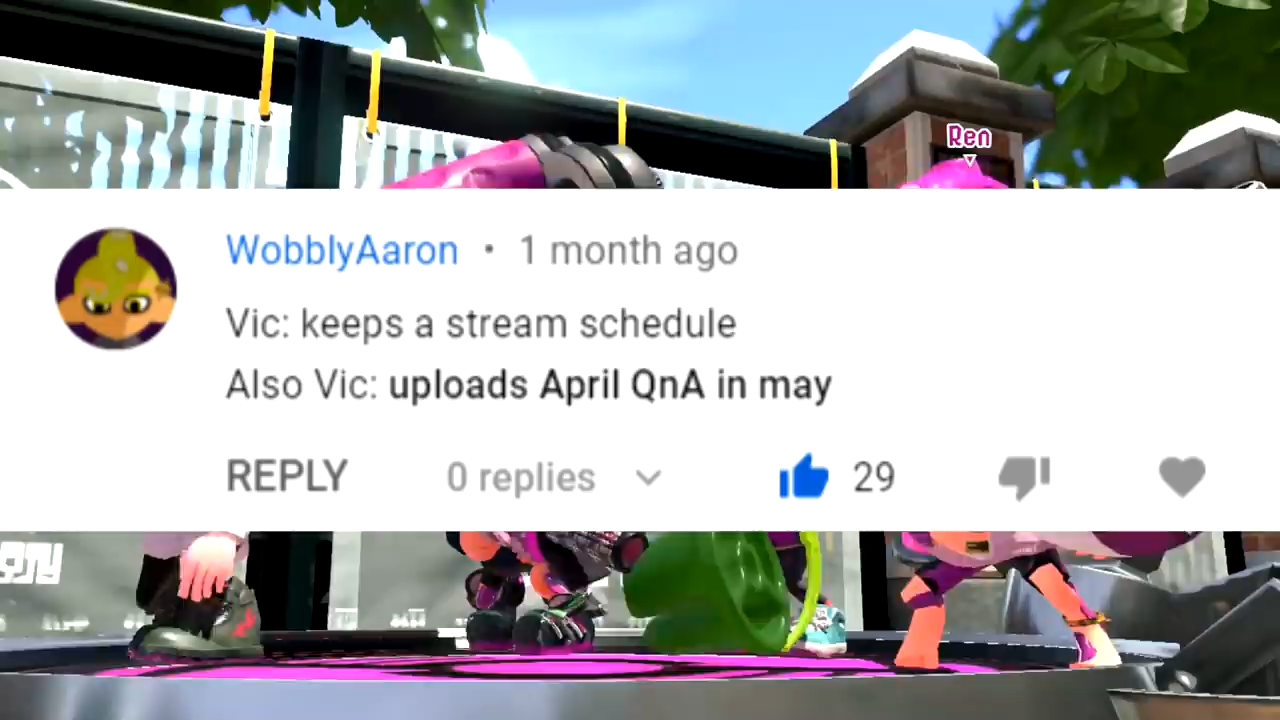 Ren
WobblyAaron • 1 month ago
Vic: keeps a stream schedule
Also Vic: uploads April QnA in may
REPLY 0 replies 29